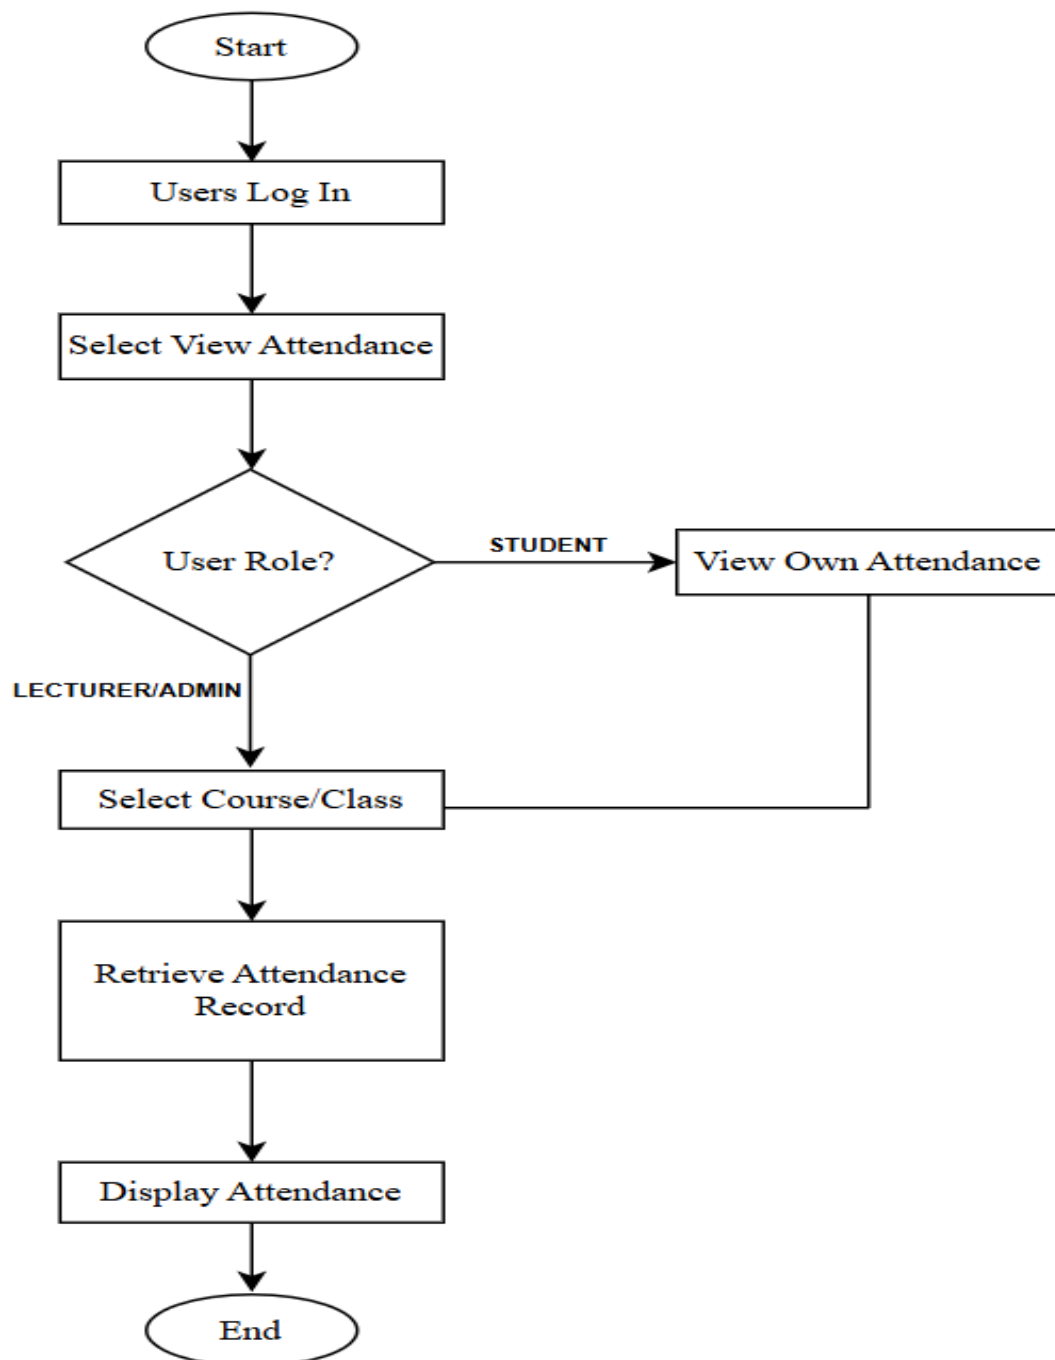 Start
Users Log In
Select View Attendance
User Role?
STUDENT
View Own Attendance
LECTURER/ADMIN
Select Course/Class
Retrieve Attendance
Record
Display Attendance
End